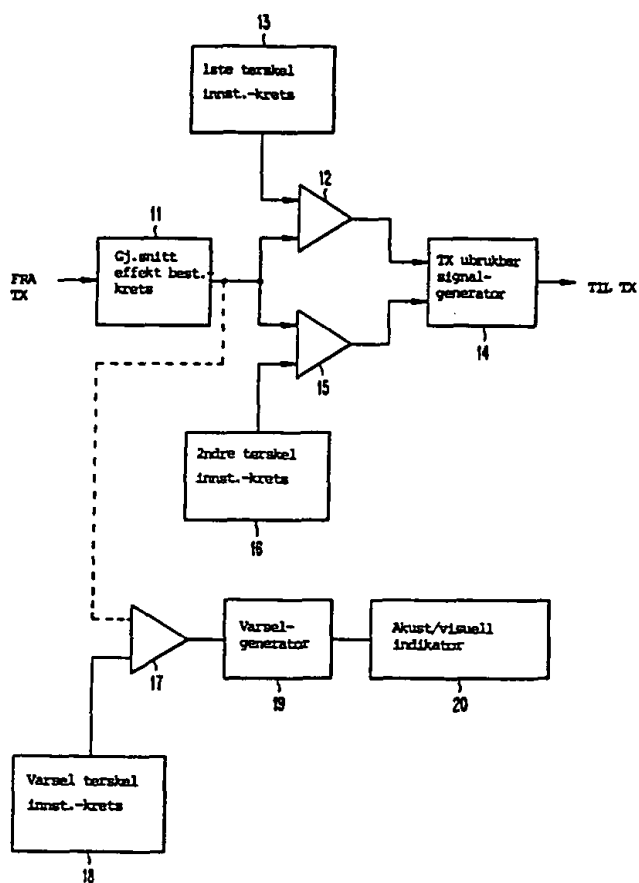 13
1ste terskel
innst.-krets
12
11
Gj.snitt
effekt best.-
krets
FRA
TX
TX ubrukbar
signal-
generator
TIL TX
14
15
2ndre terskel
innst.-krets
16
17
Varsel-
generator
19
Akust/visuell
indikator
20
Varsel terskel
innst.-krets
18